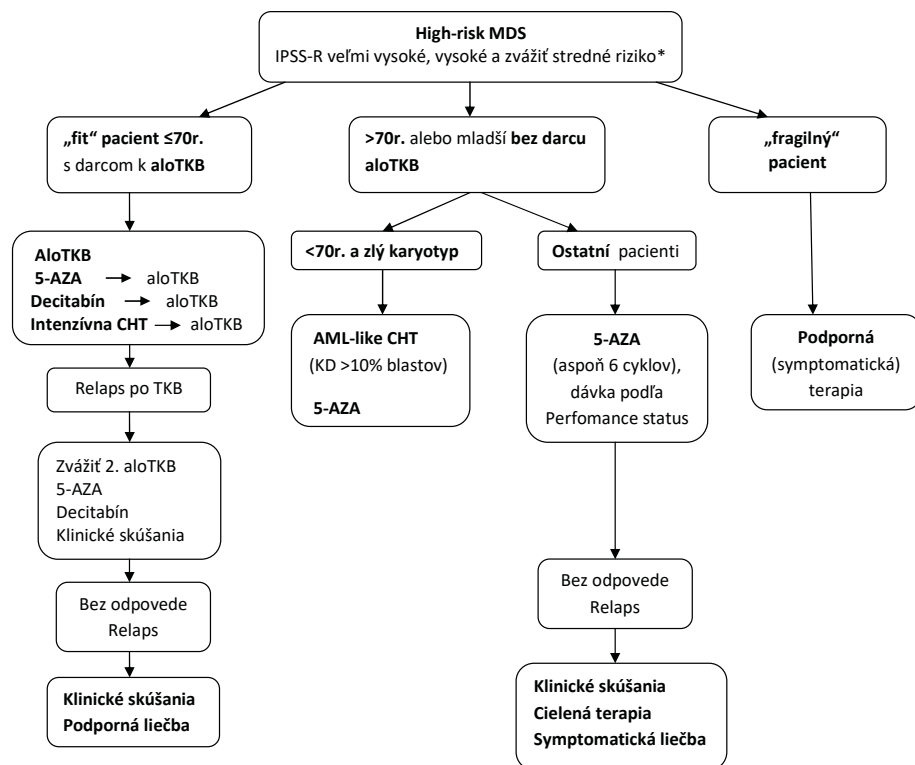 High-risk MDS
IPSS-R veľmi vysoké, vysoké a zvážiť stredné riziko*
„fit“ pacient ≤70r.
s darcom k aloTKB
>70r. alebo mladší bez darcu
aloTKB
„fragilný“
pacient
AloTKB
5-AZA → aloTKB
Decitabín → aloTKB
Intenzívna CHT → aloTKB
<70r. a zlý karyotyp
Ostatní pacienti
AML-like CHT
(KD >10% blastov)
5-AZA
5-AZA
(aspoň 6 cyklov),
dávka podľa
Perfomance status
Podporná
(symptomatická)
terapia
Relaps po TKB
Zvážiť 2. aloTKB
5-AZA
Decitabín
Klinické skúšania
Bez odpovede
Relaps
Bez odpovede
Relaps
Klinické skúšania
Podporná liečba
Klinické skúšania
Cielená terapia
Symptomatická liečba